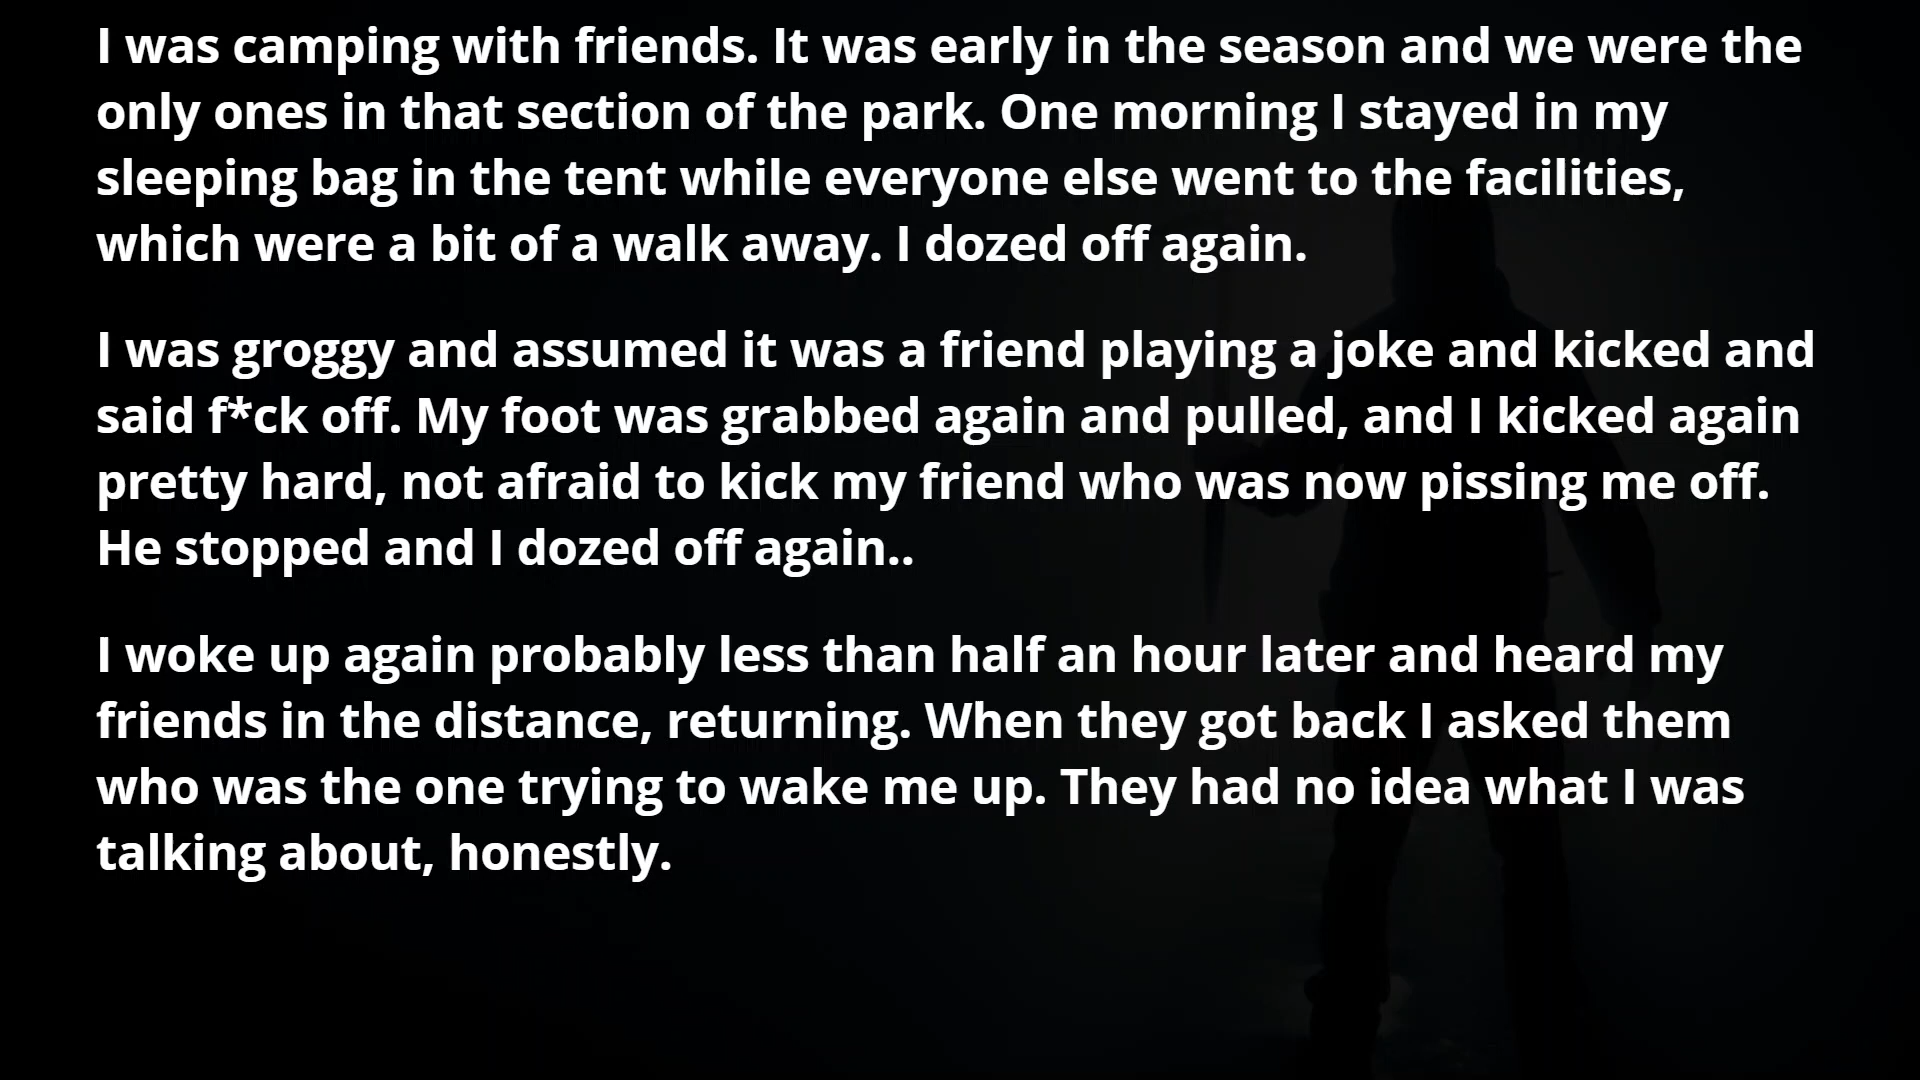 I was camping with friends. It was early in the season and we were the
only ones in that section of the park. One morning I stayed in my
sleeping bag in the tent while everyone else went to the facilities,
which were a bit of a walk away. I dozed off again.
I was groggy and assumed it was a friend playing a joke and kicked and
said f*ck off. My foot was grabbed again and pulled, and I kicked again
pretty hard, not afraid to kick my friend who was now pissing me off.
He stopped and I dozed off again..
I woke up again probably less than half an hour later and heard my
friends in the distance, returning. When they got back I asked them
who was the one trying to wake me up. They had no idea what I was
talking about, honestly.